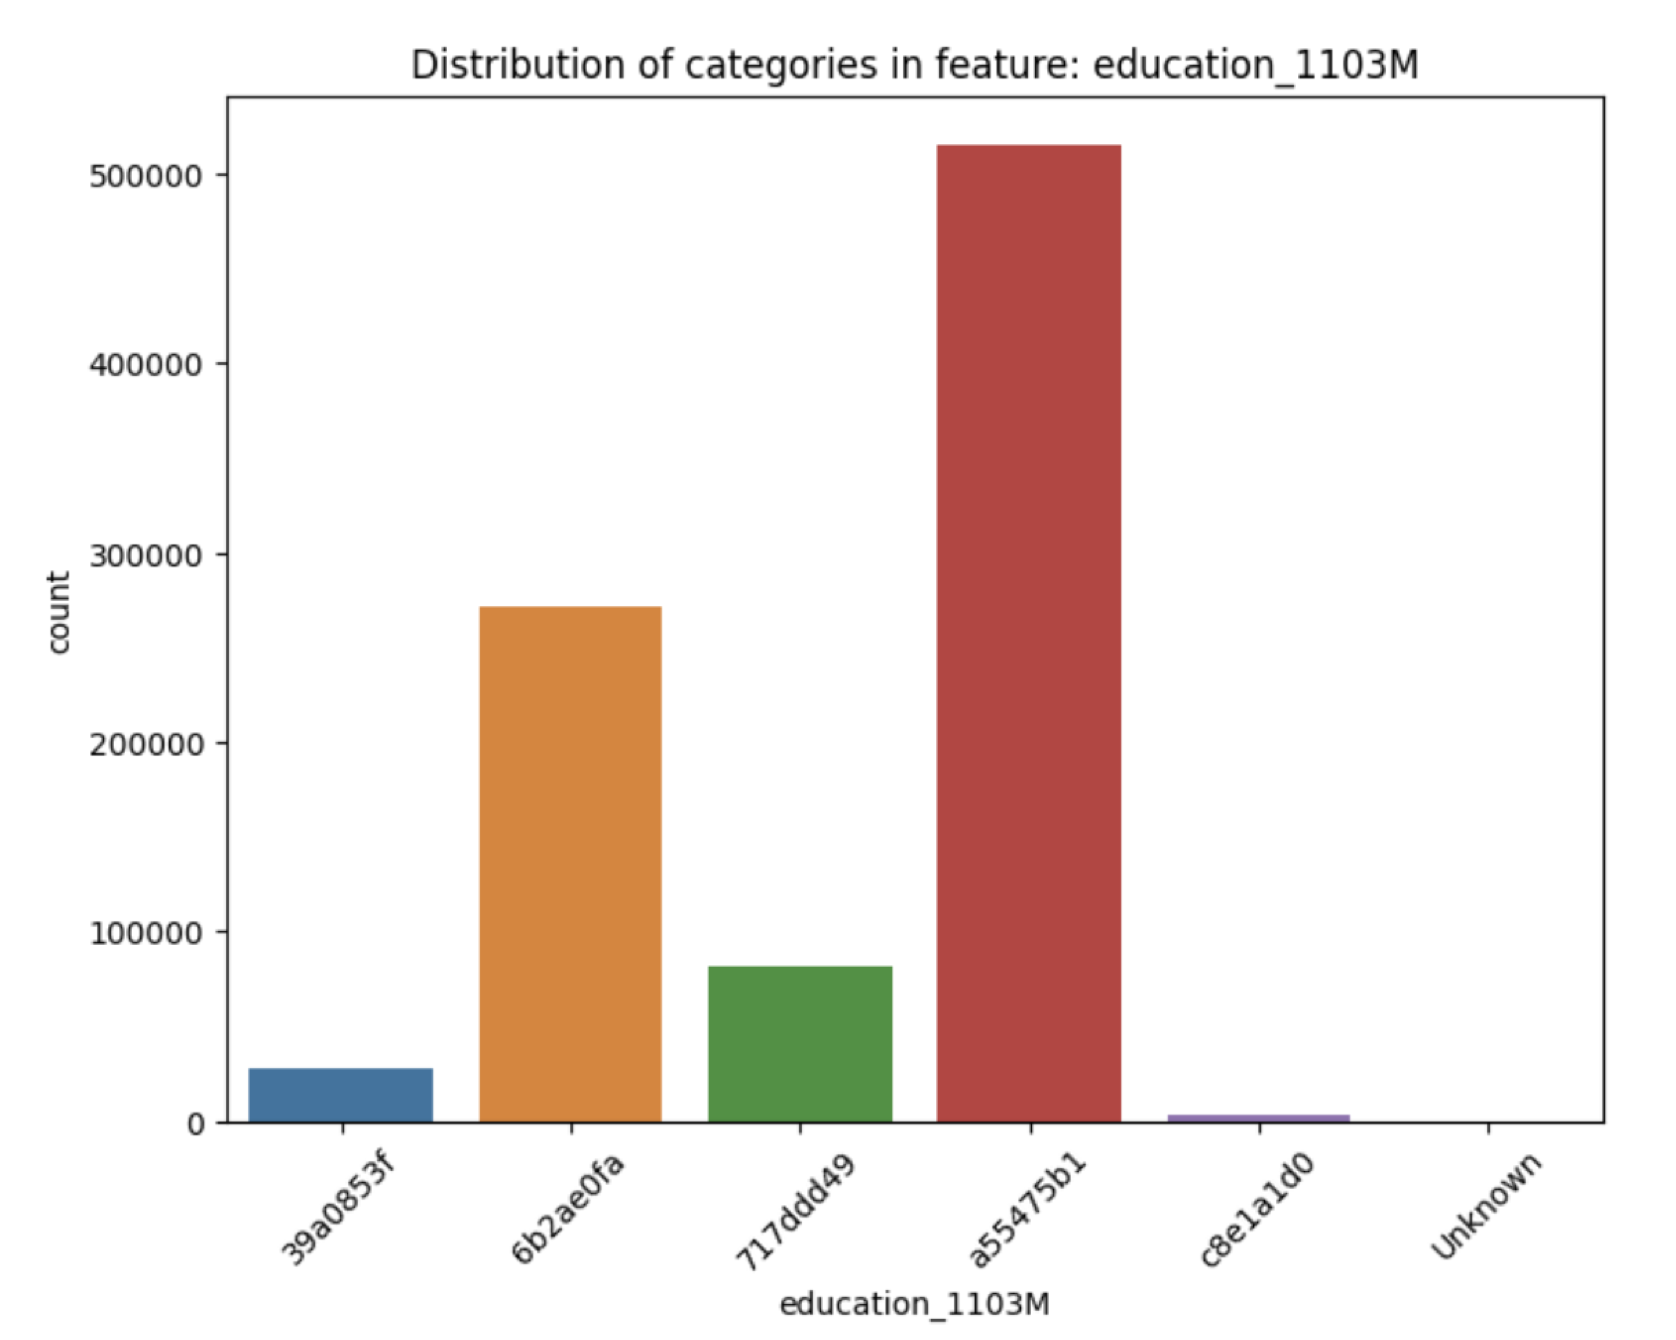 Distribution of categories in feature: education_1103M
500000
400000
300000
200000
100000
0
count
39a0853f
6b2ae0fa
717ddd49
a55475b1
c8e1a1d0
Unknown
education_1103M